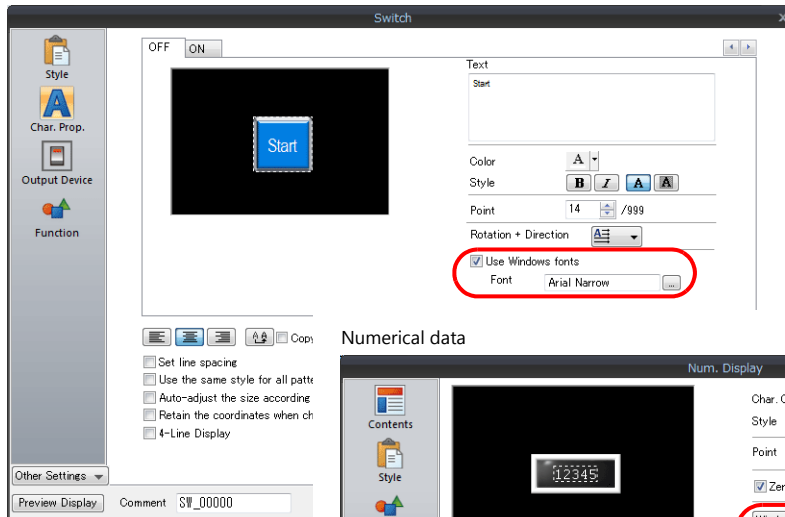 Switch
OFF ON
Style
Char. Prop.
Output Device
Function
Start
Text
Start
Color A
Style B I A A
Point 14 /999
Rotation + Direction A
Use Windows fonts
Font Arial Narrow ...
Copy
Set line spacing
Use the same style for all patte
Auto-adjust the size according
Retain the coordinates when ch
4-Line Display
Other Settings
Preview Display Comment SW_00000
Numerical data
Num. Display
Contents
Style
12345
Char. C
Style
Point
Zer